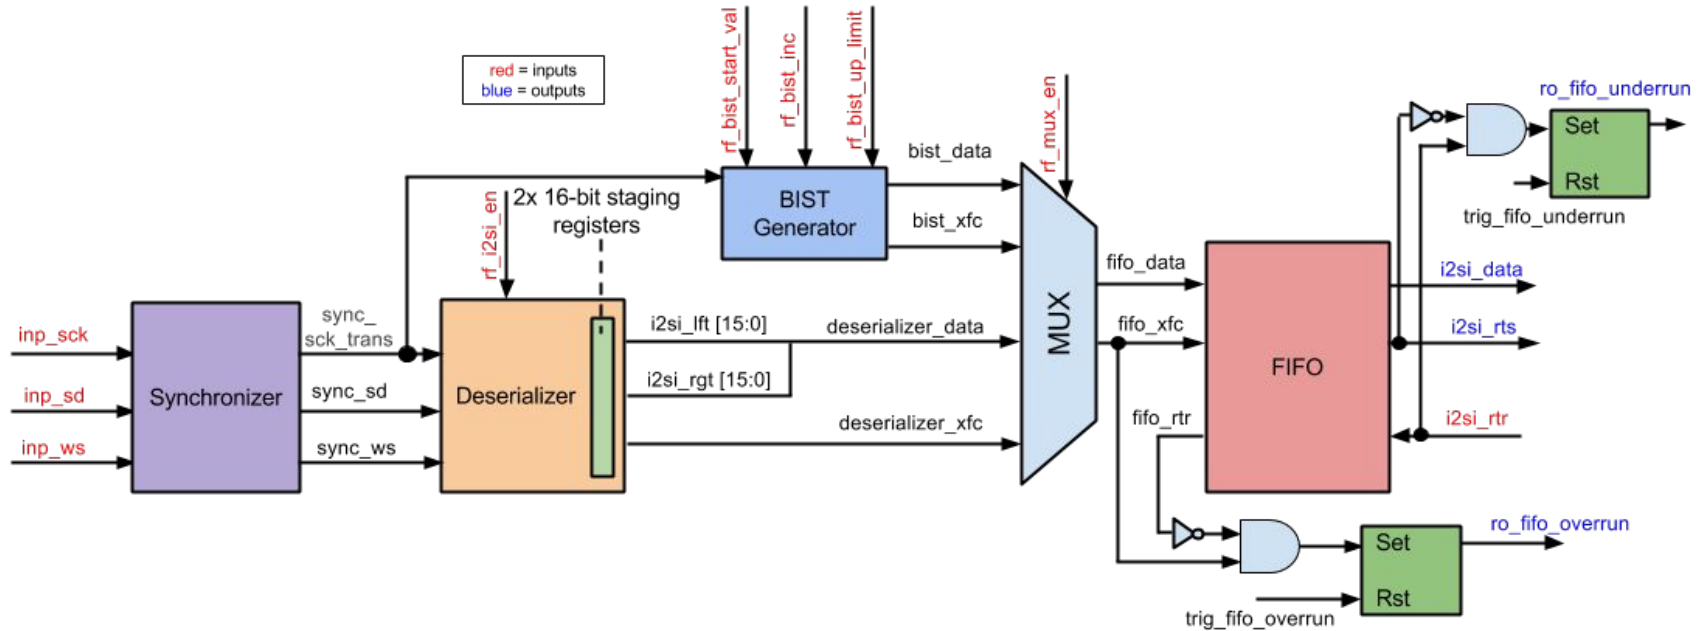 red = inputs
blue = outputs
rf_bist_start_val
rf_bist_inc
rf_bist_up_limit
rf_mux_en
rf_i2si_en
2x 16-bit staging
registers
BIST
Generator
bist_data
bist_xfc
inp_sck
inp_sd
inp_ws
Synchronizer
sync_
sck_trans
sync_sd
sync_ws
Deserializer
i2si_lft [15:0]
i2si_rgt [15:0]
deserializer_data
deserializer_xfc
MUX
fifo_data
fifo_xfc
fifo_rtr
FIFO
ro_fifo_underrun
Set
Rst
trig_fifo_underrun
i2si_data
i2si_rts
i2si_rtr
ro_fifo_overrun
Set
Rst
trig_fifo_overrun